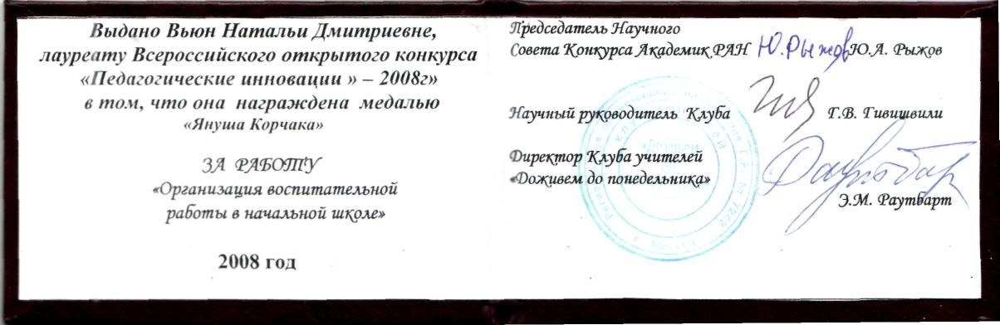 Выдано Вьюн Натальи Дмитриевне,
лауреату Всероссийского открытого конкурса
«Педагогические инновации » – 2008г»
в том, что она награждена медалью
«Януша Корчака»
ЗА РАБОТУ
«Организация воспитательной
работы в начальной школе»
2008 год
Председатель Научного
Совета Конкурса Академик РАН Ю.Рыжов Ю.А. Рыжов
Научный руководитель Клуба Г.В. Гивишвили
Директор Клуба учителей
«Доживем до понедельника»
Э.М. Раутбарт
г. Москва